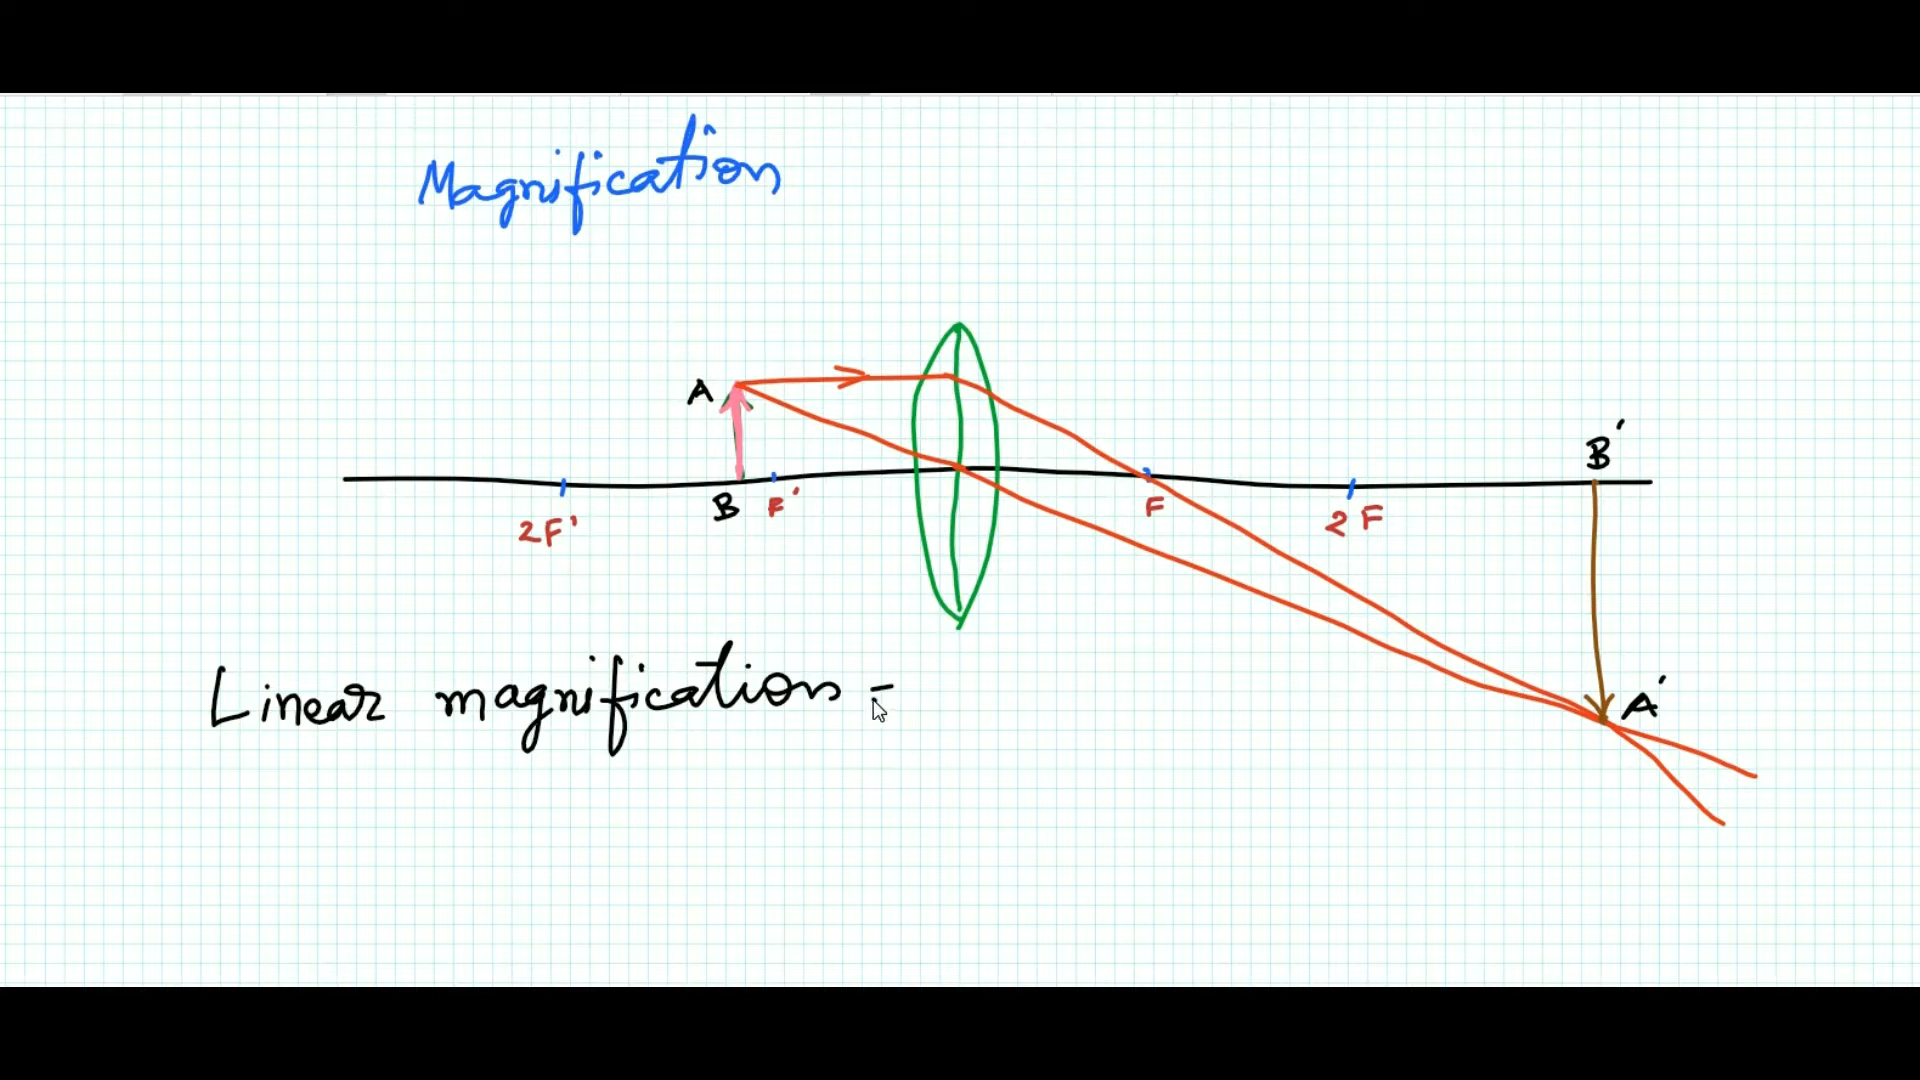 Magnification
A
B'
B F' F
2F' 2F
Linear magnification =
A'